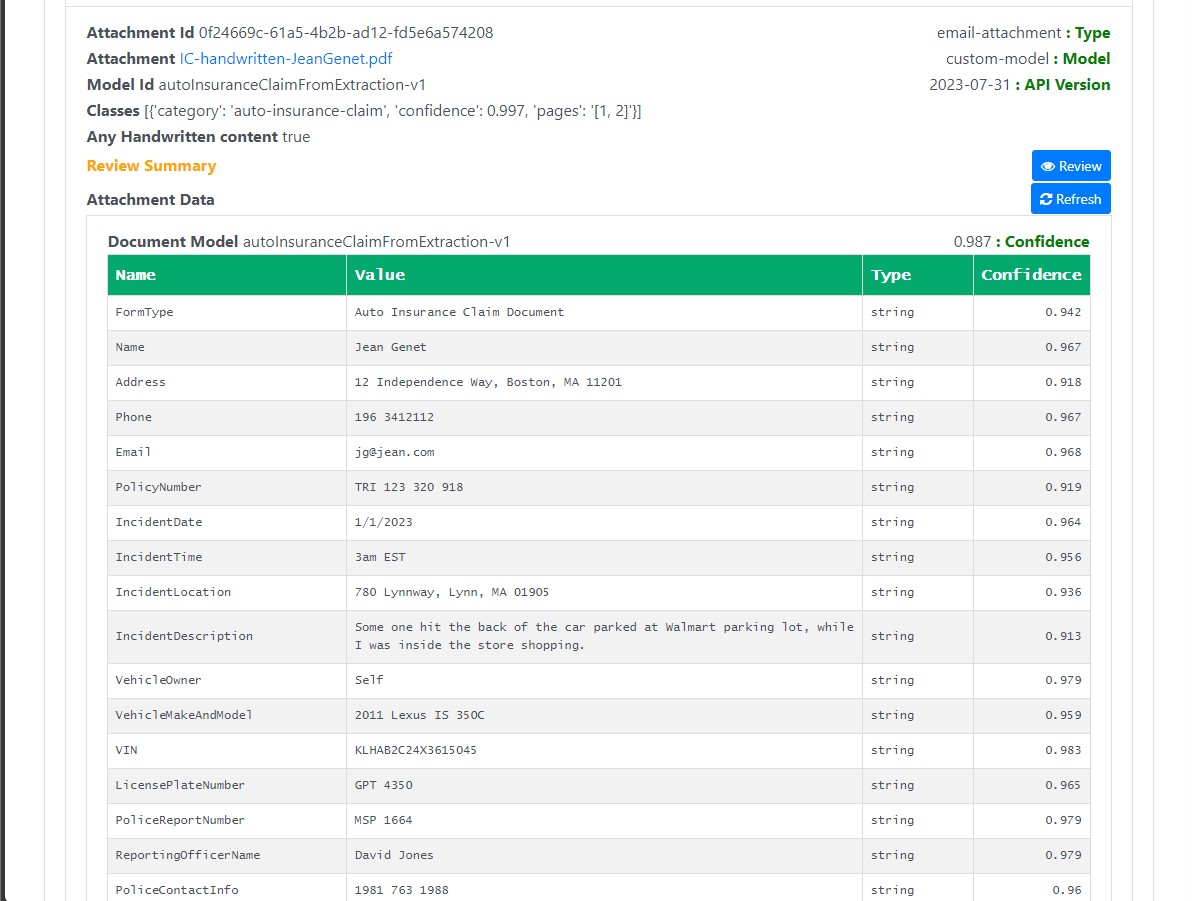 Attachment Id 0f24669c-61a5-4b2b-ad12-fd5e6a574208 email-attachment : Type
Attachment IC-handwritten-JeanGenet.pdf custom-model : Model
Model Id autoInsuranceClaimFromExtraction-v1 2023-07-31 : API Version
Classes [{'category': 'auto-insurance-claim', 'confidence': 0.997, 'pages': '[1, 2]'}]
Any Handwritten content true
Review Summary Review
Attachment Data Refresh
Document Model autoInsuranceClaimFromExtraction-v1 0.987 : Confidence
Name Value Type Confidence
FormType Auto Insurance Claim Document string 0.942
Name Jean Genet string 0.967
Address 12 Independence Way, Boston, MA 11201 string 0.918
Phone 196 3412112 string 0.967
Email jg@jean.com string 0.968
PolicyNumber TRI 123 320 918 string 0.919
IncidentDate 1/1/2023 string 0.964
IncidentTime 3am EST string 0.956
IncidentLocation 780 Lynnway, Lynn, MA 01905 string 0.936
IncidentDescription Some one hit the back of the car parked at Walmart parking lot, while string 0.913
I was inside the store shopping.
VehicleOwner Self string 0.979
VehicleMakeAndModel 2011 Lexus IS 350C string 0.959
VIN KLHAB2C24X3615045 string 0.983
LicensePlateNumber GPT 4350 string 0.965
PoliceReportNumber MSP 1664 string 0.979
ReportingOfficerName David Jones string 0.979
PoliceContactInfo 1981 763 1988 string 0.96